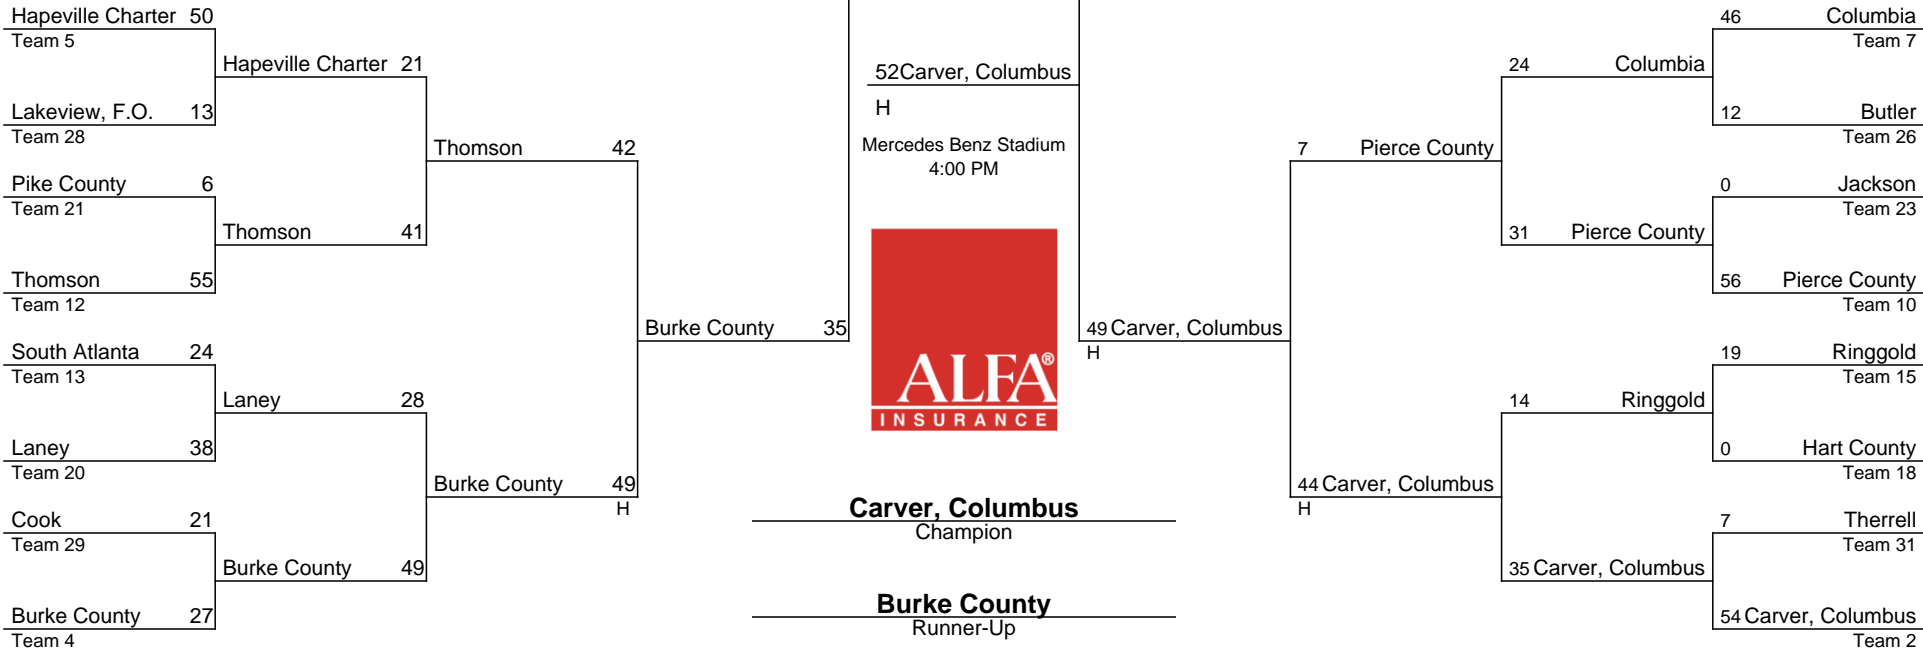 Hapeville Charter 50
Team 5
Lakeview, F.O. 13
Team 28
Pike County 6
Team 21
Thomson 55
Team 12
South Atlanta 24
Team 13
Laney 38
Team 20
Cook 21
Team 29
Burke County 27
Team 4
Hapeville Charter 21
Thomson 41
Laney 28
Burke County 49
Thomson 42
Burke County 49
H
Burke County 35
52 Carver, Columbus
H
Mercedes Benz Stadium
4:00 PM
ALFA®
INSURANCE
Carver, Columbus
Champion
Burke County
Runner-Up
49 Carver, Columbus
H
7 Pierce County
44 Carver, Columbus
H
24 Columbia
31 Pierce County
14 Ringgold
35 Carver, Columbus
46 Columbia
Team 7
12 Butler
Team 26
0 Jackson
Team 23
56 Pierce County
Team 10
19 Ringgold
Team 15
0 Hart County
Team 18
7 Therrell
Team 31
54 Carver, Columbus
Team 2